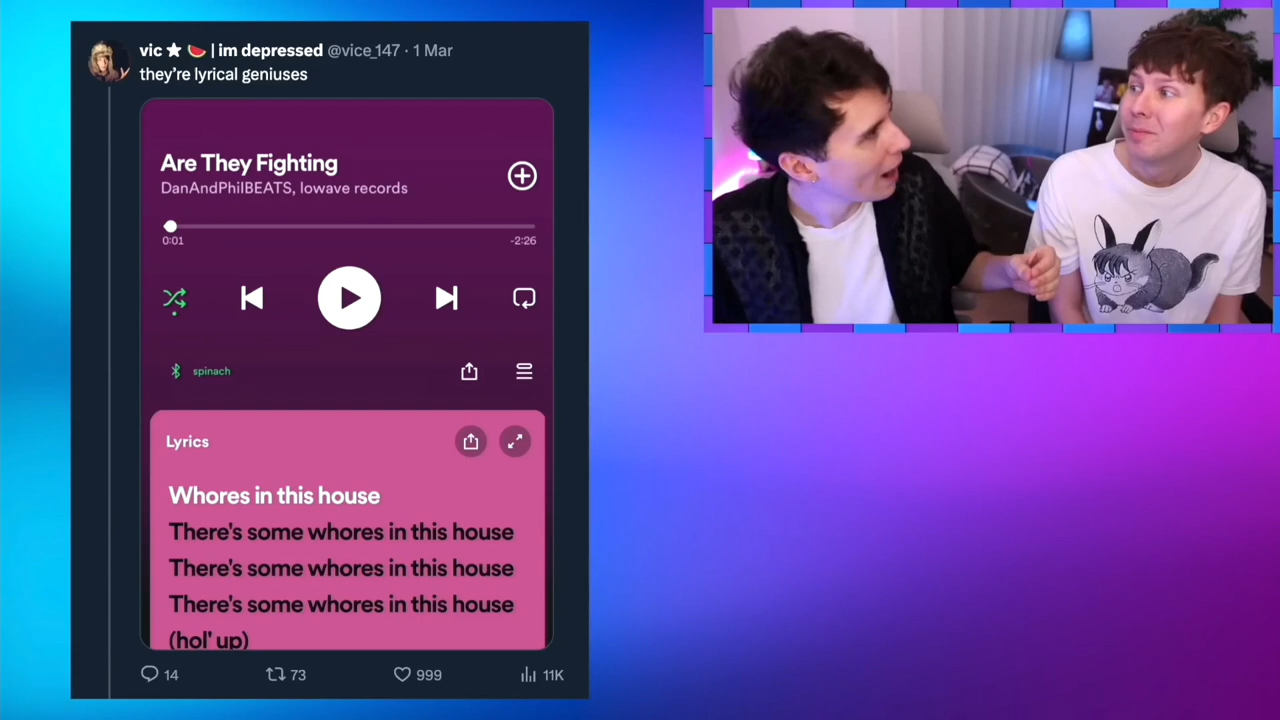 vic ★ 🍉 | im depressed @vice_147 · 1 Mar
they're lyrical geniuses
Are They Fighting
DanAndPhilBEATS, lowave records
0:01
-2:26
spinach
Lyrics
Whores in this house
There's some whores in this house
There's some whores in this house
There's some whores in this house
(hol' up)
14
73
999
11K